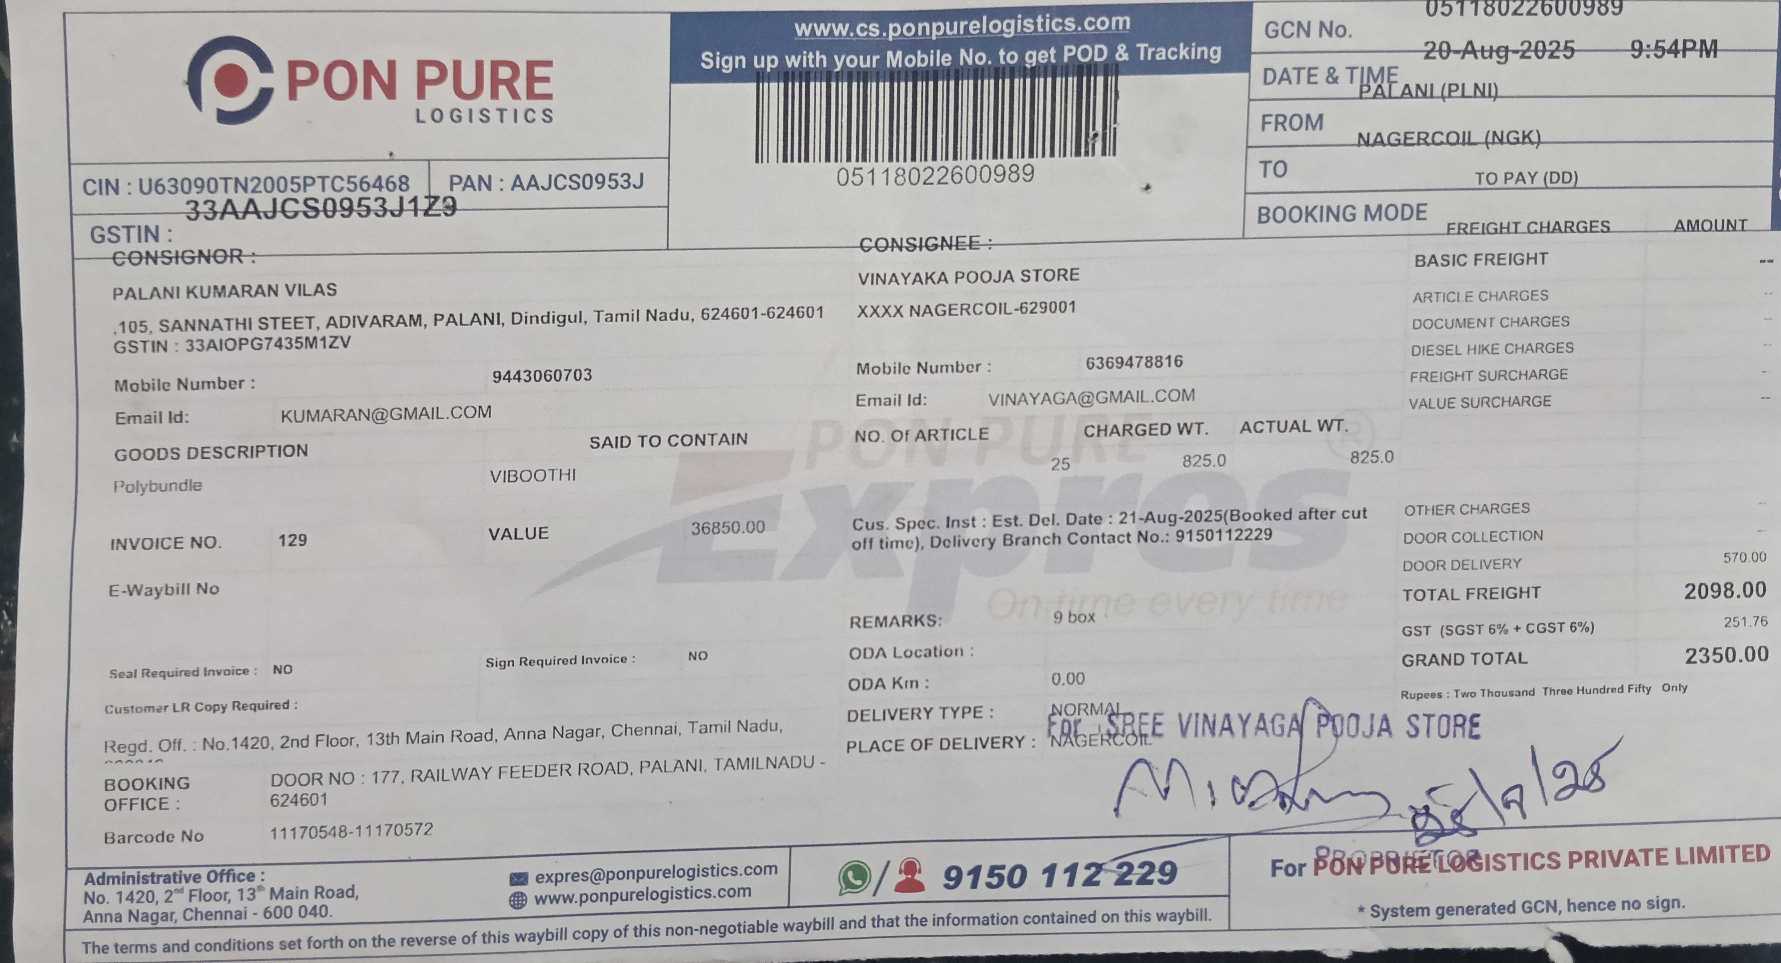 PON PURE
LOGISTICS
www.cs.ponpurelogistics.com
Sign up with your Mobile No. to get POD & Tracking
05118022600989
GCN No. 05118022600989
DATE & TIME 20-Aug-2025 9:54PM
FROM PALANI (PLNI)
TO NAGERCOIL (NGK)
BOOKING MODE TO PAY (DD)
CIN : U63090TN2005PTC56468 PAN : AAJCS0953J
GSTIN : 33AAJCS0953J1Z9
CONSIGNOR :
PALANI KUMARAN VILAS
,105, SANNATHI STEET, ADIVARAM, PALANI, Dindigul, Tamil Nadu, 624601-624601
GSTIN : 33AIOPG7435M1ZV
Mobile Number : 9443060703
Email Id: KUMARAN@GMAIL.COM
CONSIGNEE :
VINAYAKA POOJA STORE
XXXX NAGERCOIL-629001
Mobile Number : 6369478816
Email Id: VINAYAGA@GMAIL.COM
FREIGHT CHARGES AMOUNT
BASIC FREIGHT --
ARTICLE CHARGES --
DOCUMENT CHARGES --
DIESEL HIKE CHARGES --
FREIGHT SURCHARGE --
VALUE SURCHARGE --
GOODS DESCRIPTION SAID TO CONTAIN NO. Of ARTICLE CHARGED WT. ACTUAL WT.
Polybundle VIBOOTHI 25 825.0 825.0
PON PURE
Expres
On-time every time
INVOICE NO. 129 VALUE 36850.00
E-Waybill No
Cus. Spec. Inst : Est. Del. Date : 21-Aug-2025(Booked after cut
off time), Delivery Branch Contact No.: 9150112229
OTHER CHARGES --
DOOR COLLECTION --
DOOR DELIVERY 570.00
TOTAL FREIGHT 2098.00
GST (SGST 6% + CGST 6%) 251.76
GRAND TOTAL 2350.00
Rupees : Two Thousand Three Hundred Fifty Only
REMARKS: 9 box
ODA Location :
ODA Km : 0.00
DELIVERY TYPE : NORMAL
PLACE OF DELIVERY : NAGERCOIL
Seal Required Invoice : NO Sign Required Invoice : NO
Customer LR Copy Required :
Regd. Off. : No.1420, 2nd Floor, 13th Main Road, Anna Nagar, Chennai, Tamil Nadu,
BOOKING OFFICE : DOOR NO : 177, RAILWAY FEEDER ROAD, PALANI, TAMILNADU -
624601
Barcode No 11170548-11170572
For SREE VINAYAGA POOJA STORE
PROPRIETOR
Administrative Office :
No. 1420, 2nd Floor, 13th Main Road,
Anna Nagar, Chennai - 600 040.
expres@ponpurelogistics.com
www.ponpurelogistics.com
9150 112 229
For PON PURE LOGISTICS PRIVATE LIMITED
* System generated GCN, hence no sign.
The terms and conditions set forth on the reverse of this waybill copy of this non-negotiable waybill and that the information contained on this waybill.